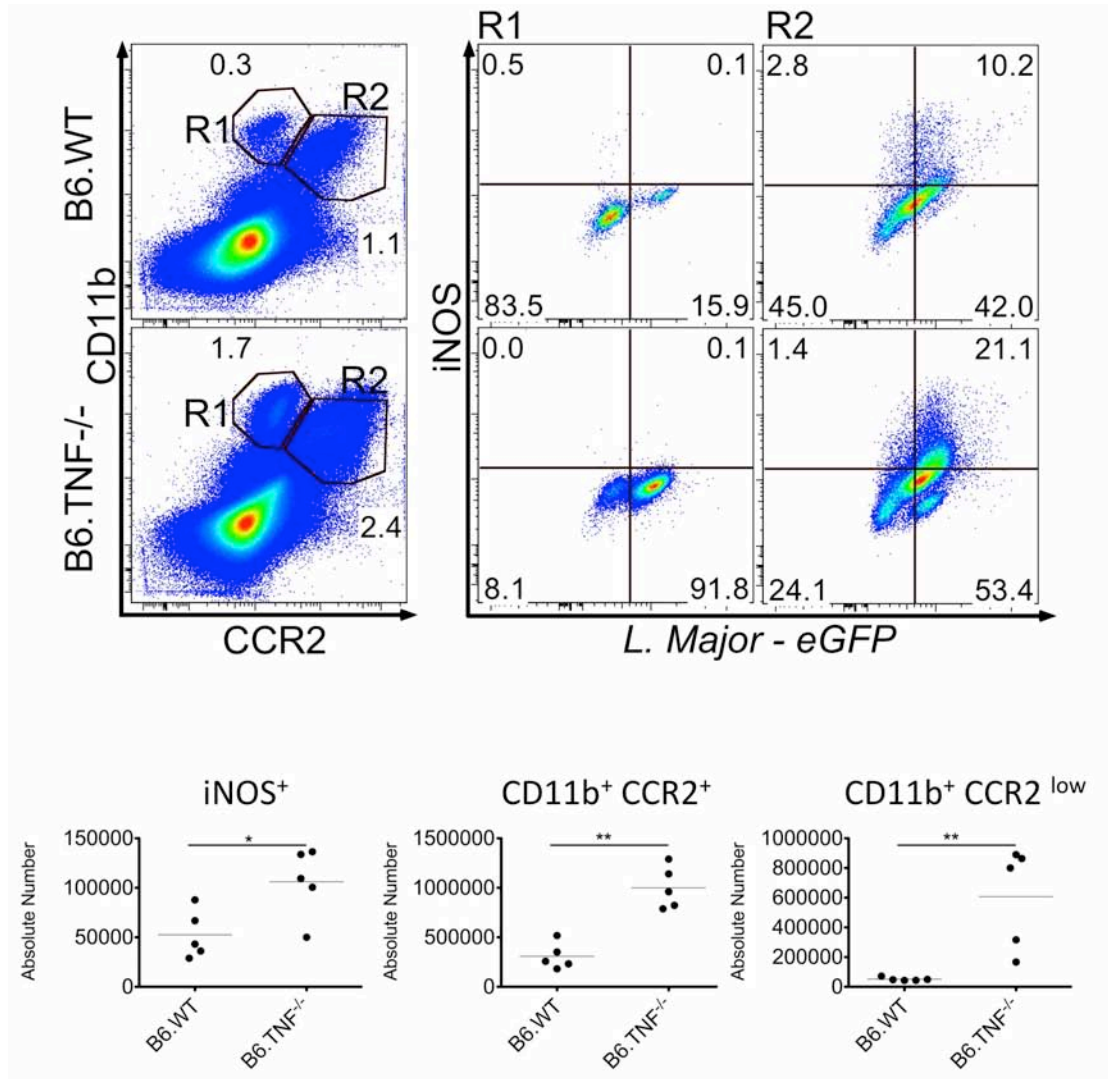 R1
R2
0.3
R1
R2
1.1
B6.WT
0.5
0.1
83.5
15.9
2.8
10.2
45.0
42.0
CD11b
iNOS
1.7
R1
R2
2.4
B6.TNF-/-
0.0
0.1
8.1
91.8
1.4
21.1
24.1
53.4
CCR2
L. Major - eGFP
iNOS+
*
150000
100000
50000
0
Absolute Number
B6.WT
B6.TNF-/-
CD11b+ CCR2+
**
1500000
1000000
500000
0
Absolute Number
B6.WT
B6.TNF-/-
CD11b+ CCR2 low
**
1000000
800000
600000
400000
200000
0
Absolute Number
B6.WT
B6.TNF-/-